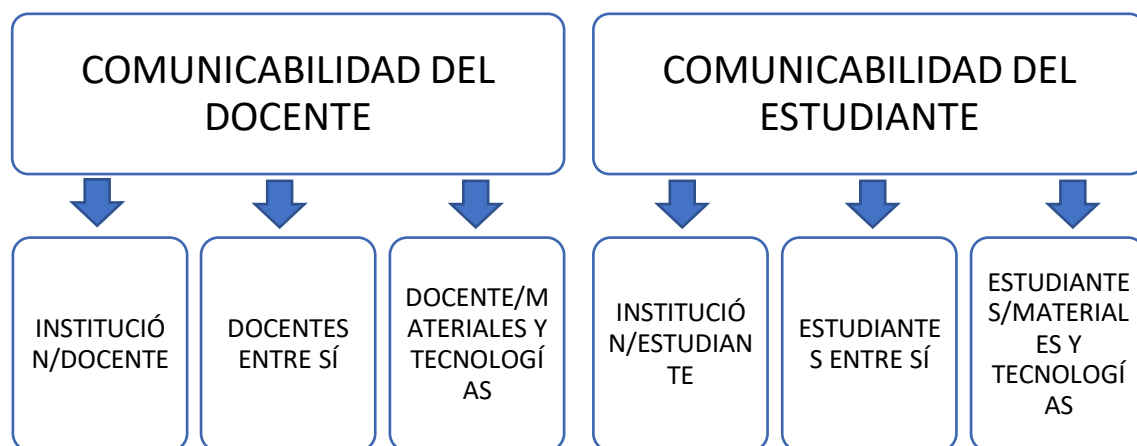 COMUNICABILIDAD DEL
DOCENTE
COMUNICABILIDAD DEL
ESTUDIANTE
INSTITUCIÓ
N/DOCENTE
DOCENTES
ENTRE SÍ
DOCENTE/M
ATERIALES Y
TECNOLOGÍ
AS
INSTITUCIÓ
N/ESTUDIAN
TE
ESTUDIANTE
S ENTRE SÍ
ESTUDIANTE
S/MATERIAL
ES Y
TECNOLOGÍ
AS